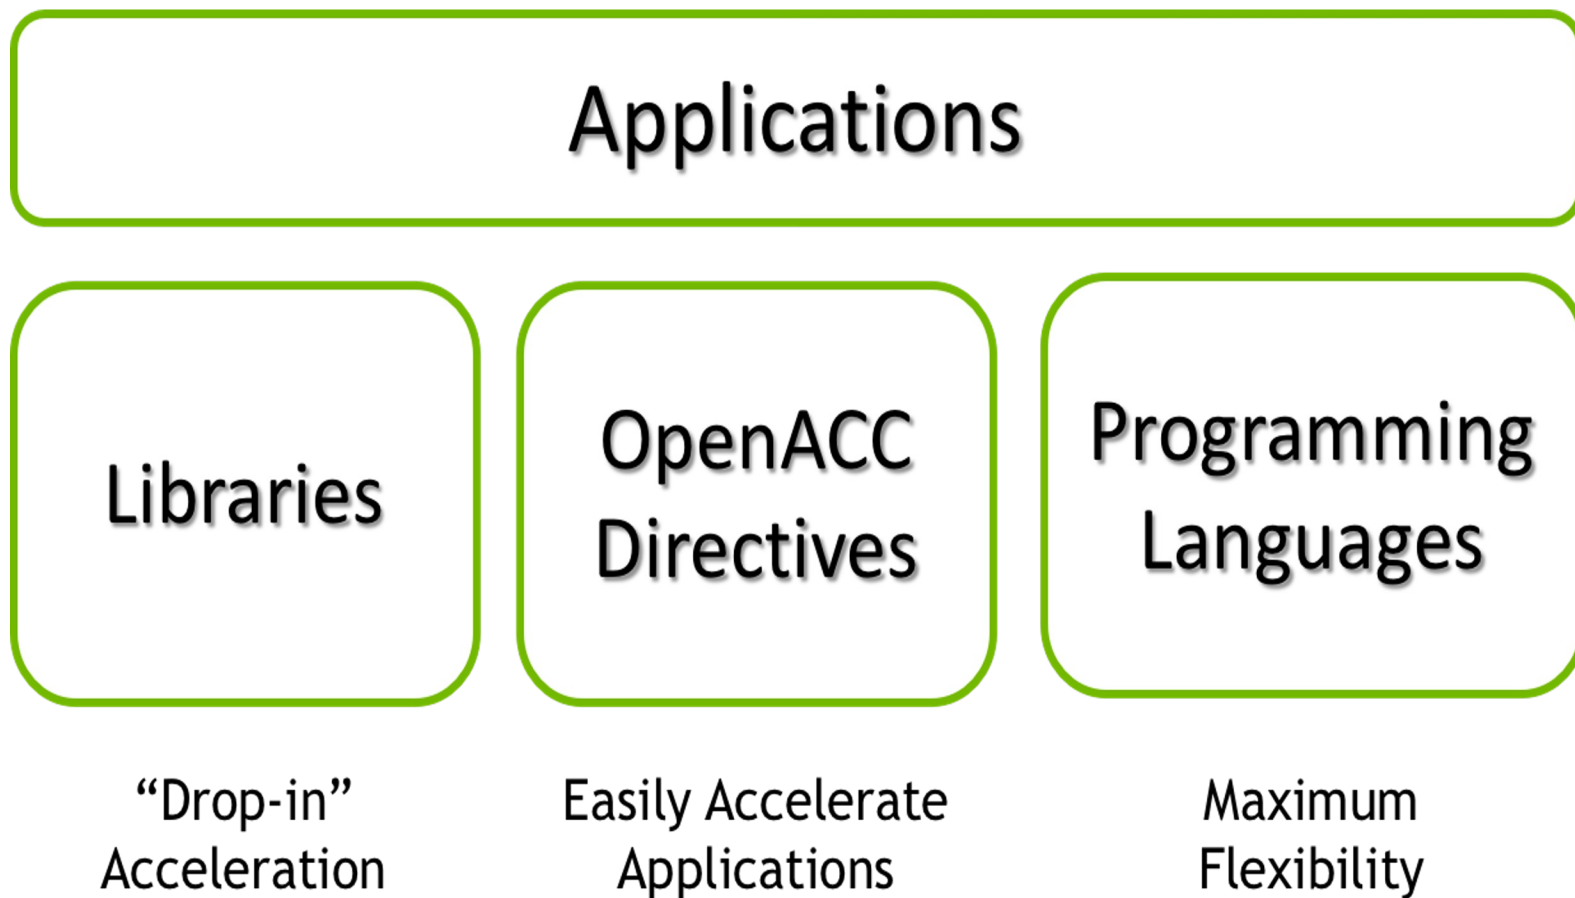 Applications
Libraries
OpenACC
Directives
Programming
Languages
“Drop-in”
Acceleration
Easily Accelerate
Applications
Maximum
Flexibility